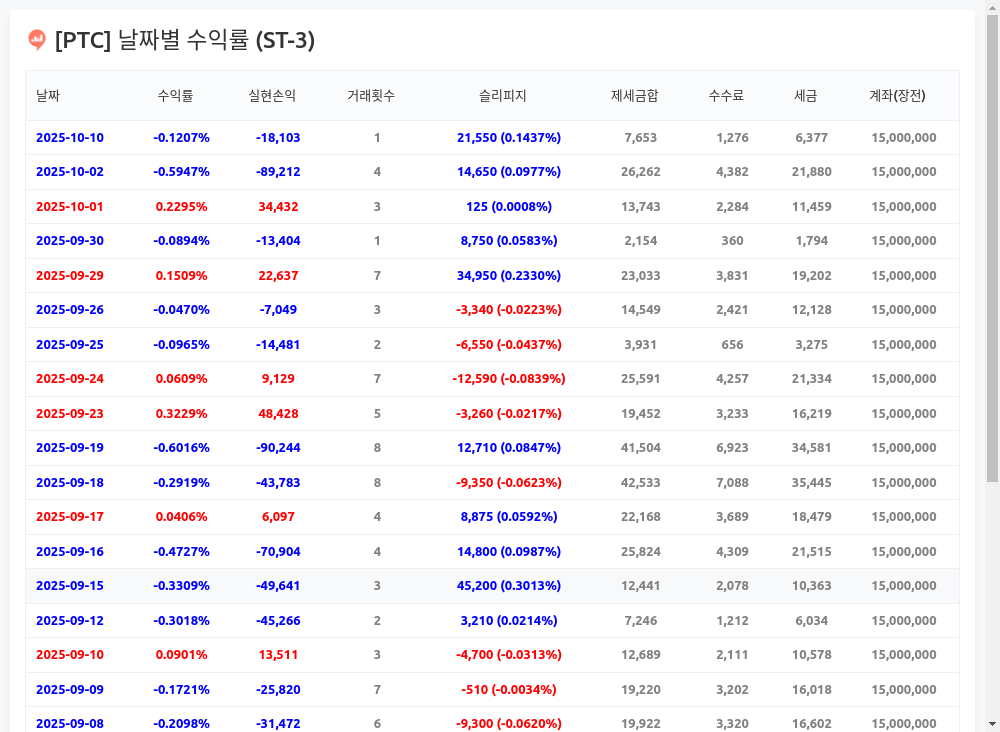 [PTC] 날짜별 수익률 (ST-3)
날짜 수익률 실현손익 거래횟수 슬리피지 제세금합 수수료 세금 계좌(장전)
2025-10-10 -0.1207% -18,103 1 21,550 (0.1437%) 7,653 1,276 6,377 15,000,000
2025-10-02 -0.5947% -89,212 4 14,650 (0.0977%) 26,262 4,382 21,880 15,000,000
2025-10-01 0.2295% 34,432 3 125 (0.0008%) 13,743 2,284 11,459 15,000,000
2025-09-30 -0.0894% -13,404 1 8,750 (0.0583%) 2,154 360 1,794 15,000,000
2025-09-29 0.1509% 22,637 7 34,950 (0.2330%) 23,033 3,831 19,202 15,000,000
2025-09-26 -0.0470% -7,049 3 -3,340 (-0.0223%) 14,549 2,421 12,128 15,000,000
2025-09-25 -0.0965% -14,481 2 -6,550 (-0.0437%) 3,931 656 3,275 15,000,000
2025-09-24 0.0609% 9,129 7 -12,590 (-0.0839%) 25,591 4,257 21,334 15,000,000
2025-09-23 0.3229% 48,428 5 -3,260 (-0.0217%) 19,452 3,233 16,219 15,000,000
2025-09-19 -0.6016% -90,244 8 12,710 (0.0847%) 41,504 6,923 34,581 15,000,000
2025-09-18 -0.2919% -43,783 8 -9,350 (-0.0623%) 42,533 7,088 35,445 15,000,000
2025-09-17 0.0406% 6,097 4 8,875 (0.0592%) 22,168 3,689 18,479 15,000,000
2025-09-16 -0.4727% -70,904 4 14,800 (0.0987%) 25,824 4,309 21,515 15,000,000
2025-09-15 -0.3309% -49,641 3 45,200 (0.3013%) 12,441 2,078 10,363 15,000,000
2025-09-12 -0.3018% -45,266 2 3,210 (0.0214%) 7,246 1,212 6,034 15,000,000
2025-09-10 0.0901% 13,511 3 -4,700 (-0.0313%) 12,689 2,111 10,578 15,000,000
2025-09-09 -0.1721% -25,820 7 -510 (-0.0034%) 19,220 3,202 16,018 15,000,000
2025-09-08 -0.2098% -31,472 6 -9,300 (-0.0620%) 19,922 3,320 16,602 15,000,000